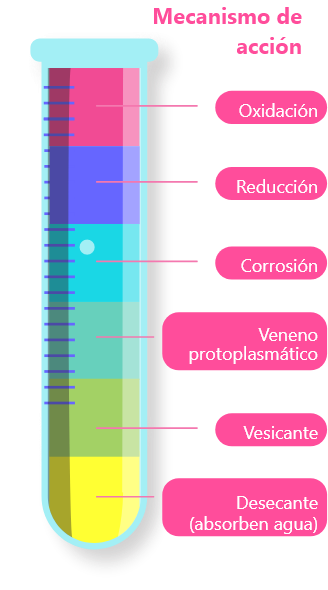 Mecanismo de
acción
Oxidación
Reducción
Corrosión
Veneno
protoplasmático
Vesicante
Desecante
(absorben agua)